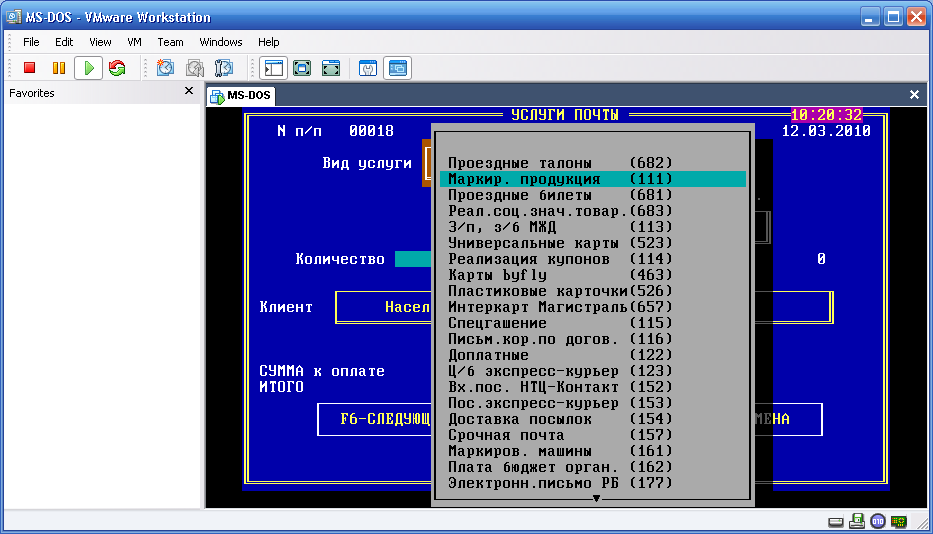 MS-DOS - VMware Workstation
File Edit View VM Team Windows Help
Favorites
MS-DOS
УСЛУГИ ПОЧТЫ 10:20:32
N п/п 00018 12.03.2010
Вид услуги
Проездные талоны (682)
Маркир. продукция (111)
Проездные билеты (681)
Реал.соц.знач.товар.(683)
З/п, з/б МЖД (113)
Универсальные карты (523)
Количество Реализация купонов (114) 0
Карты byfly (463)
Пластиковые карточки(526)
Клиент Насел Интеркарт Магистраль(657)
Спецгашение (115)
Письм.кор.по догов. (116)
Доплатные (122)
СУММА к оплате Ц/б экспресс-курьер (123)
ИТОГО Вх.пос. НТЦ-Контакт (152)
Пос.экспресс-курьер (153)
F6-СЛЕДУЮЩ Доставка посылок (154) МЕНА
Срочная почта (157)
Маркиров. машины (161)
Плата бюджет орган. (162)
Электронн.письмо РБ (177)